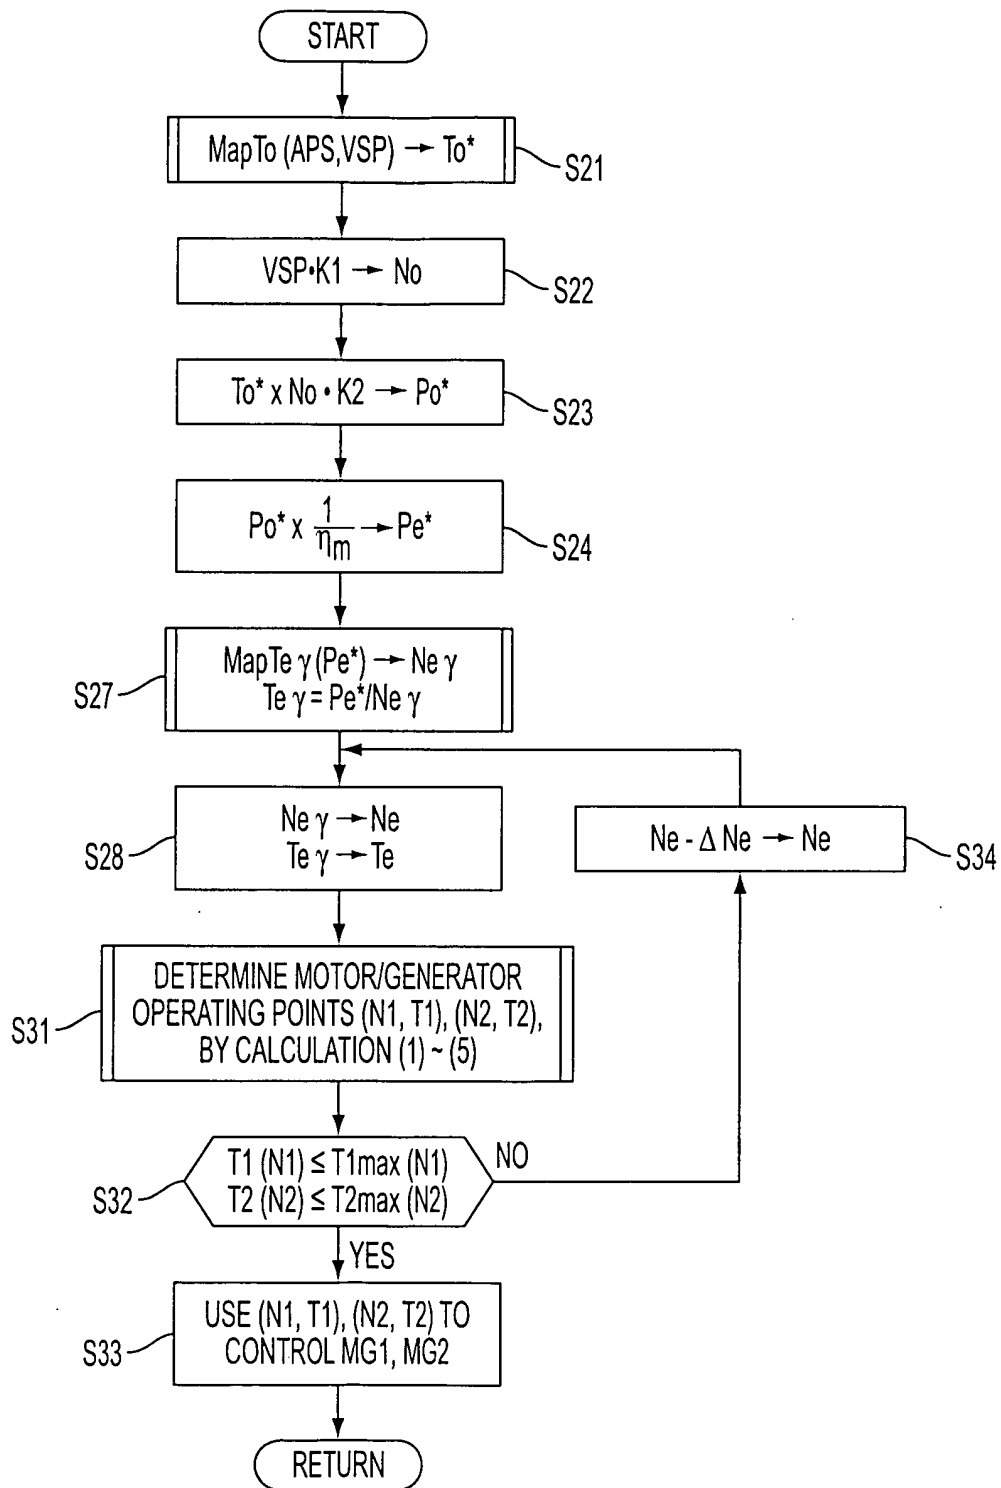 START
MapTo (APS,VSP) → To*
S21
VSP•K1 → No
S22
To* x No • K2 → Po*
S23
Po* x 1/ηm → Pe*
S24
MapTe γ (Pe*) → Ne γ
Te γ = Pe*/Ne γ
S27
Ne γ → Ne
Te γ → Te
S28
Ne - Δ Ne → Ne
S34
DETERMINE MOTOR/GENERATOR
OPERATING POINTS (N1, T1), (N2, T2),
BY CALCULATION (1) ~ (5)
S31
T1 (N1) ≤ T1max (N1)
T2 (N2) ≤ T2max (N2)
S32
NO
YES
USE (N1, T1), (N2, T2) TO
CONTROL MG1, MG2
S33
RETURN